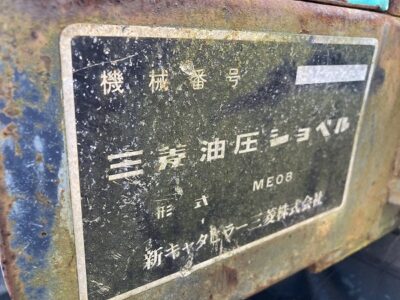 機械番号
三菱油圧ショベル
形式 ME08
新キャタピラー三菱株式会社